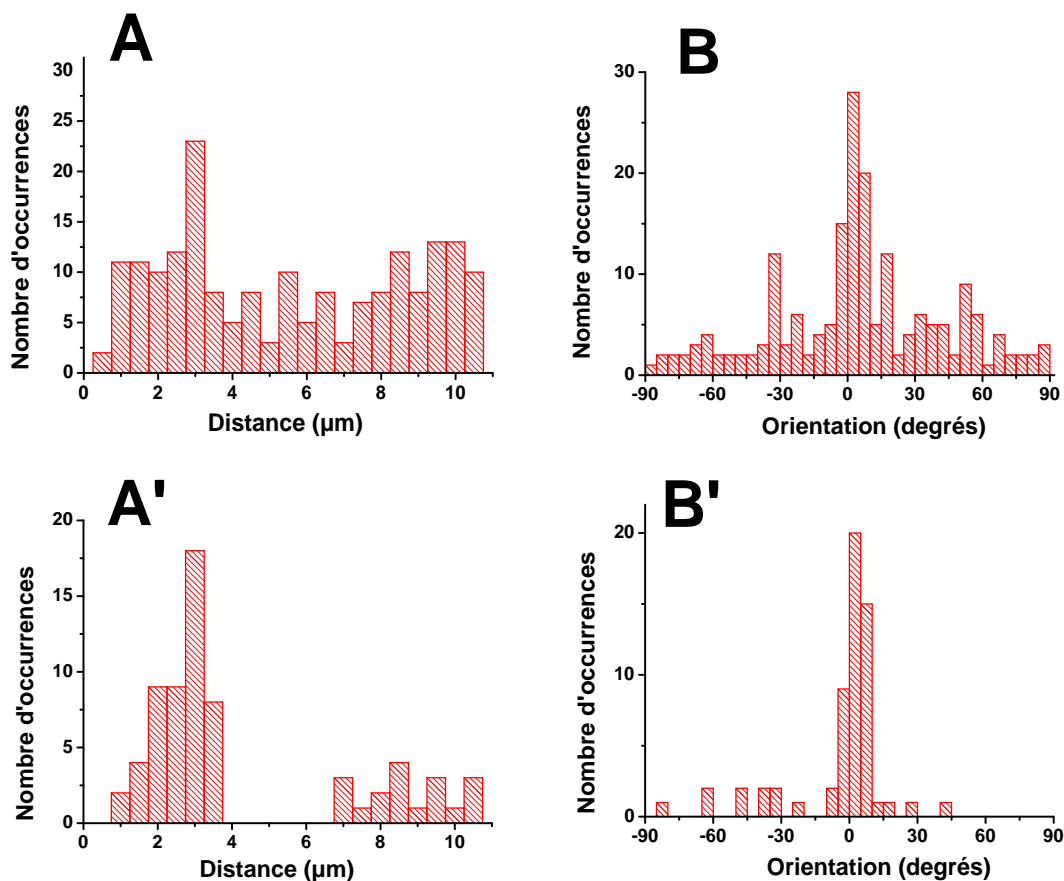 A
30
25
20
15
10
5
0
0 2 4 6 8 10
Nombre d'occurrences
Distance (µm)
B
30
20
10
0
-90 -60 -30 0 30 60 90
Nombre d'occurrences
Orientation (degrés)
A'
20
15
10
5
0
0 2 4 6 8 10
Nombre d'occurrences
Distance (µm)
B'
20
10
0
-90 -60 -30 0 30 60 90
Nombre d'occurrences
Orientation (degrés)